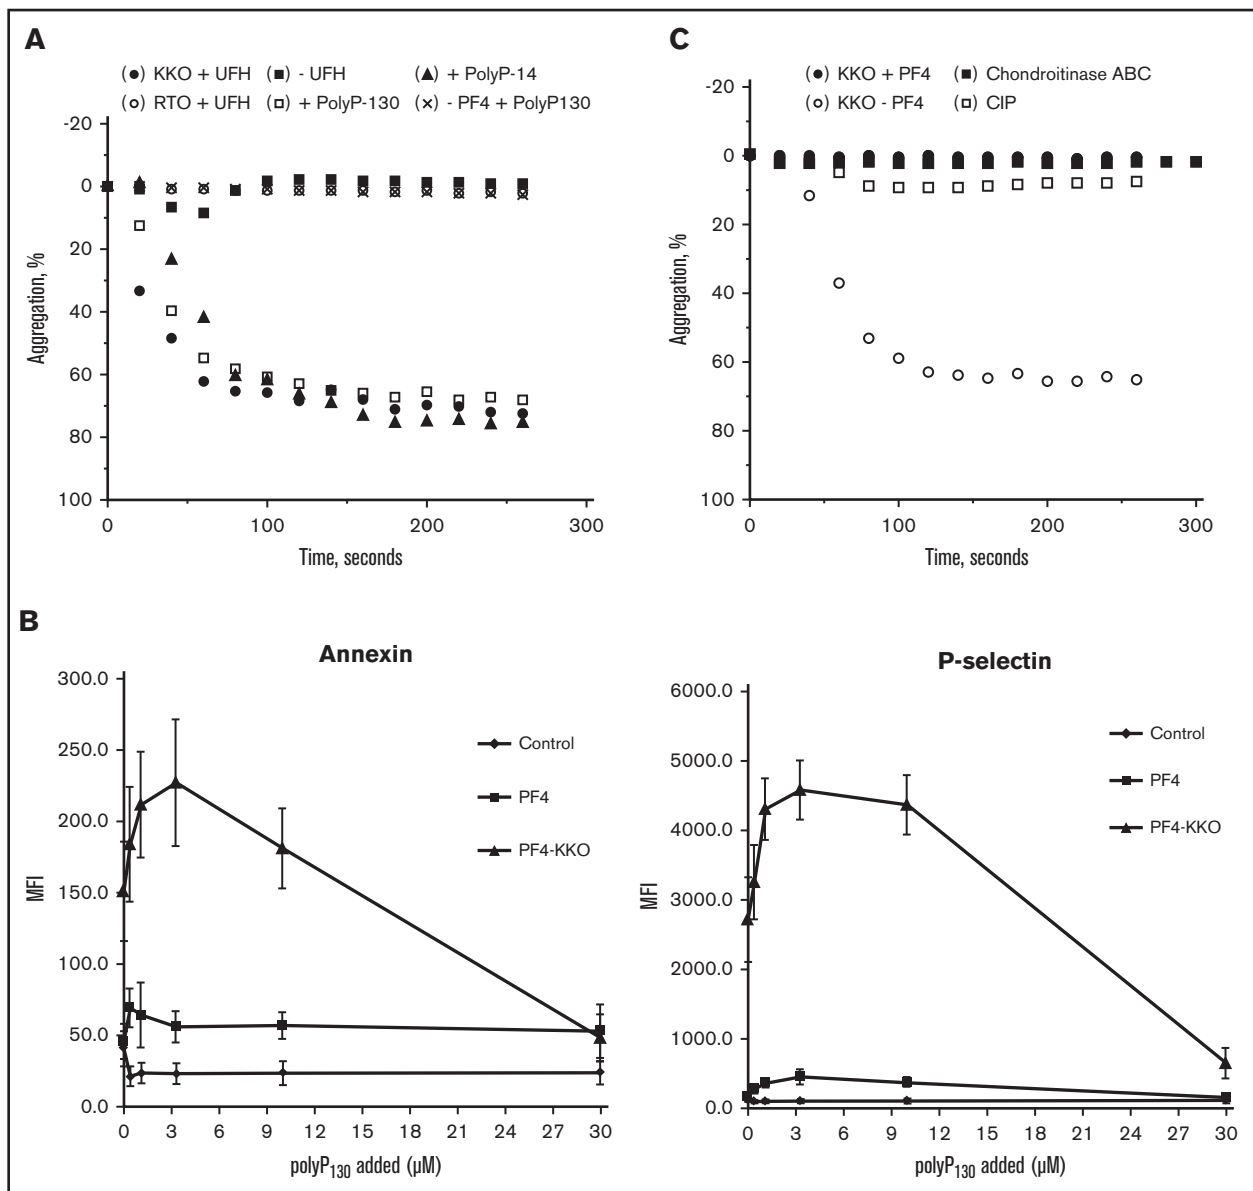 A
(●) KKO + UFH (■) - UFH (▲) + PolyP-14
(○) RTO + UFH (□) + PolyP-130 (×) - PF4 + PolyP130
-20
0
20
40
60
80
100
Aggregation, %
0 100 200 300
Time, seconds
C
(●) KKO + PF4 (■) Chondroitinase ABC
(○) KKO - PF4 (□) CIP
-20
0
20
40
60
80
100
Aggregation, %
0 100 200 300
Time, seconds
B
Annexin
300.0
250.0
200.0
150.0
100.0
50.0
0.0
MFI
Control
PF4
PF4-KKO
0 3 6 9 12 15 18 21 24 27 30
polyP130 added (µM)
P-selectin
6000.0
5000.0
4000.0
3000.0
2000.0
1000.0
0.0
MFI
Control
PF4
PF4-KKO
0 3 6 9 12 15 18 21 24 27 30
polyP130 added (µM)